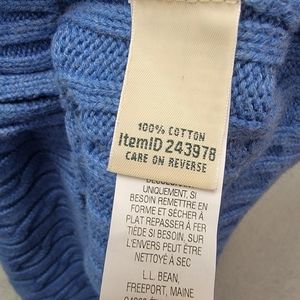 100% COTTON
ItemID 243978
CARE ON REVERSE
UNIQUEMENT, SI
BESOIN REMETTRE EN
FORME ET SÉCHER À
PLAT REPASSER À FER
TIÈDE SI BESOIN, SUR
L'ENVERS PEUT ÊTRE
NETTOYÉ À SEC
L.L. BEAN,
FREEPORT, MAINE